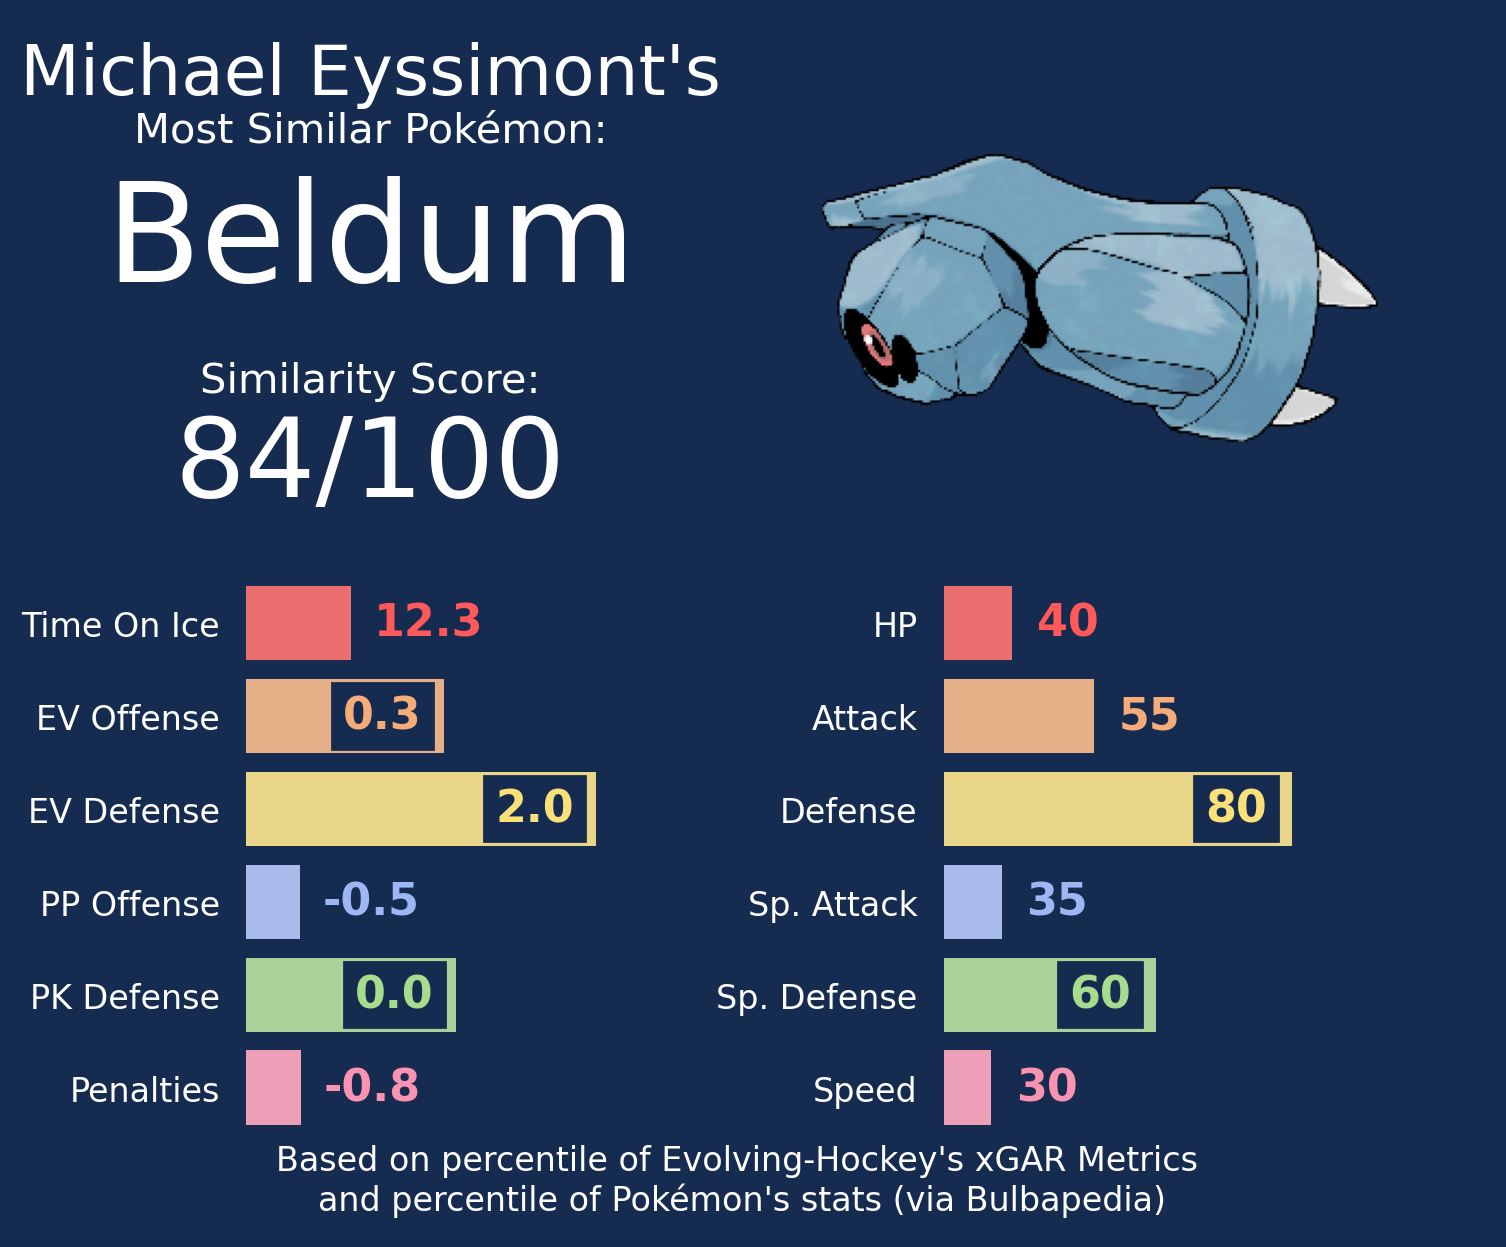 Michael Eyssimont's
Most Similar Pokémon:
Beldum
Similarity Score:
84/100
Time On Ice 12.3
EV Offense 0.3
EV Defense 2.0
PP Offense -0.5
PK Defense 0.0
Penalties -0.8
HP 40
Attack 55
Defense 80
Sp. Attack 35
Sp. Defense 60
Speed 30
Based on percentile of Evolving-Hockey's xGAR Metrics
and percentile of Pokémon's stats (via Bulbapedia)